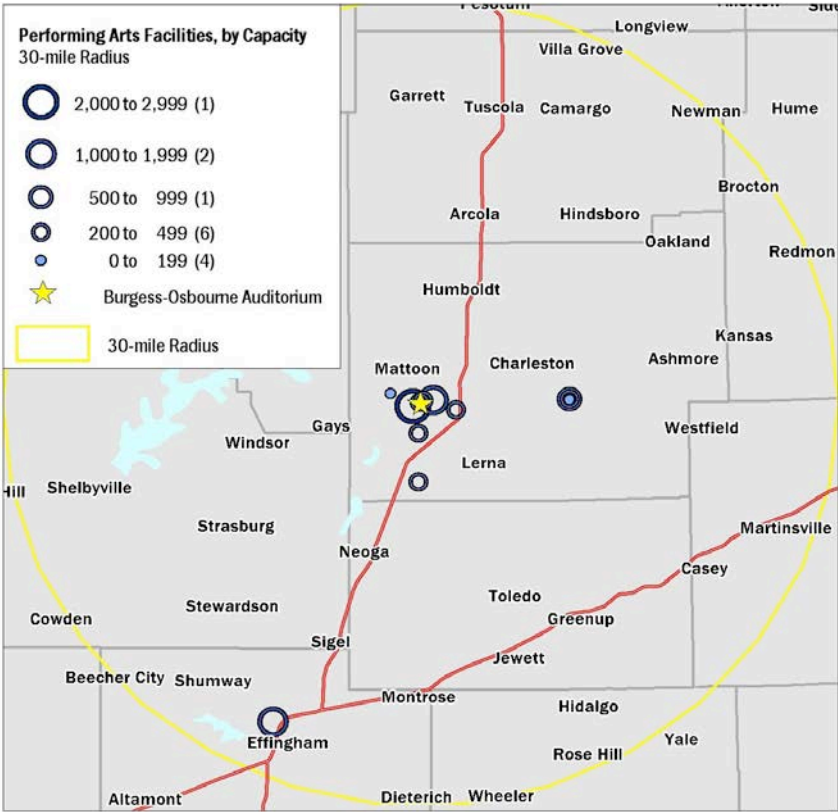 Pesotum
Longview
Villa Grove
Performing Arts Facilities, by Capacity
30-mile Radius
2,000 to 2,999 (1)
1,000 to 1,999 (2)
500 to 999 (1)
200 to 499 (6)
0 to 199 (4)
Burgess-Osbourne Auditorium
30-mile Radius
Garrett
Tuscola
Camargo
Newman
Hume
Brocton
Arcola
Hindsboro
Oakland
Redmon
Humboldt
Kansas
Mattoon
Charleston
Ashmore
Gays
Windsor
Westfield
Lerna
Hill
Shelbyville
Strasburg
Martinsville
Neoga
Casey
Toledo
Stewardson
Cowden
Greenup
Sigel
Jewett
Beecher City
Shumway
Montrose
Hidalgo
Effingham
Yale
Rose Hill
Altamont
Dieterich
Wheeler